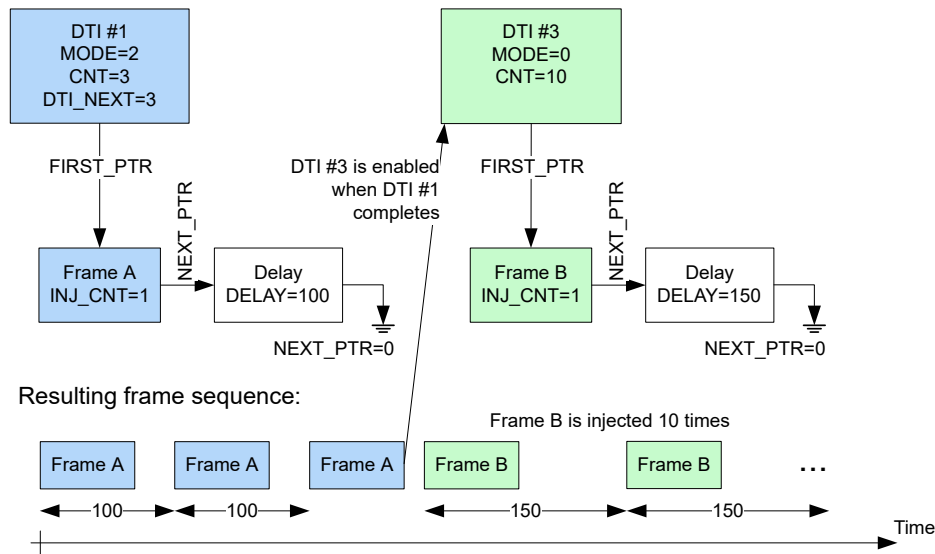 DTI #1
MODE=2
CNT=3
DTI_NEXT=3
DTI #3
MODE=0
CNT=10
FIRST_PTR
DTI #3 is enabled
when DTI #1
completes
FIRST_PTR
NEXT_PTR
NEXT_PTR
Frame A
INJ_CNT=1
Delay
DELAY=100
Frame B
INJ_CNT=1
Delay
DELAY=150
NEXT_PTR=0
NEXT_PTR=0
Resulting frame sequence:
Frame B is injected 10 times
Frame A
Frame A
Frame A
Frame B
Frame B
...
100
100
150
150
Time